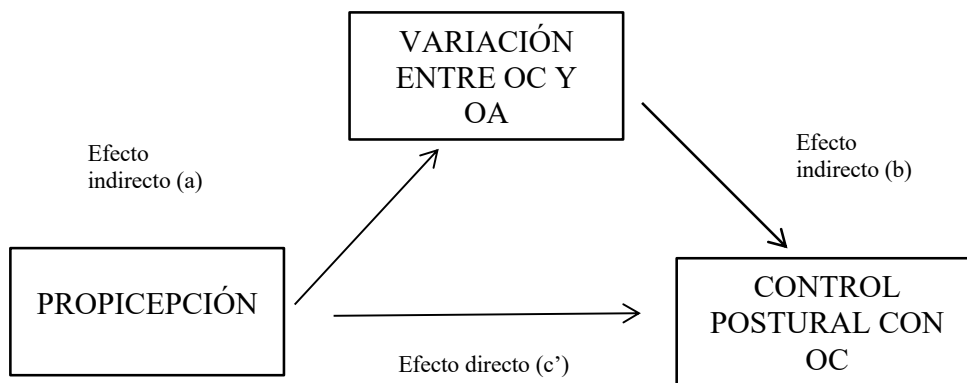 VARIACIÓN
ENTRE OC Y
OA
Efecto
indirecto (a)
Efecto
indirecto (b)
PROPICEPCIÓN
CONTROL
POSTURAL CON
OC
Efecto directo (c’)